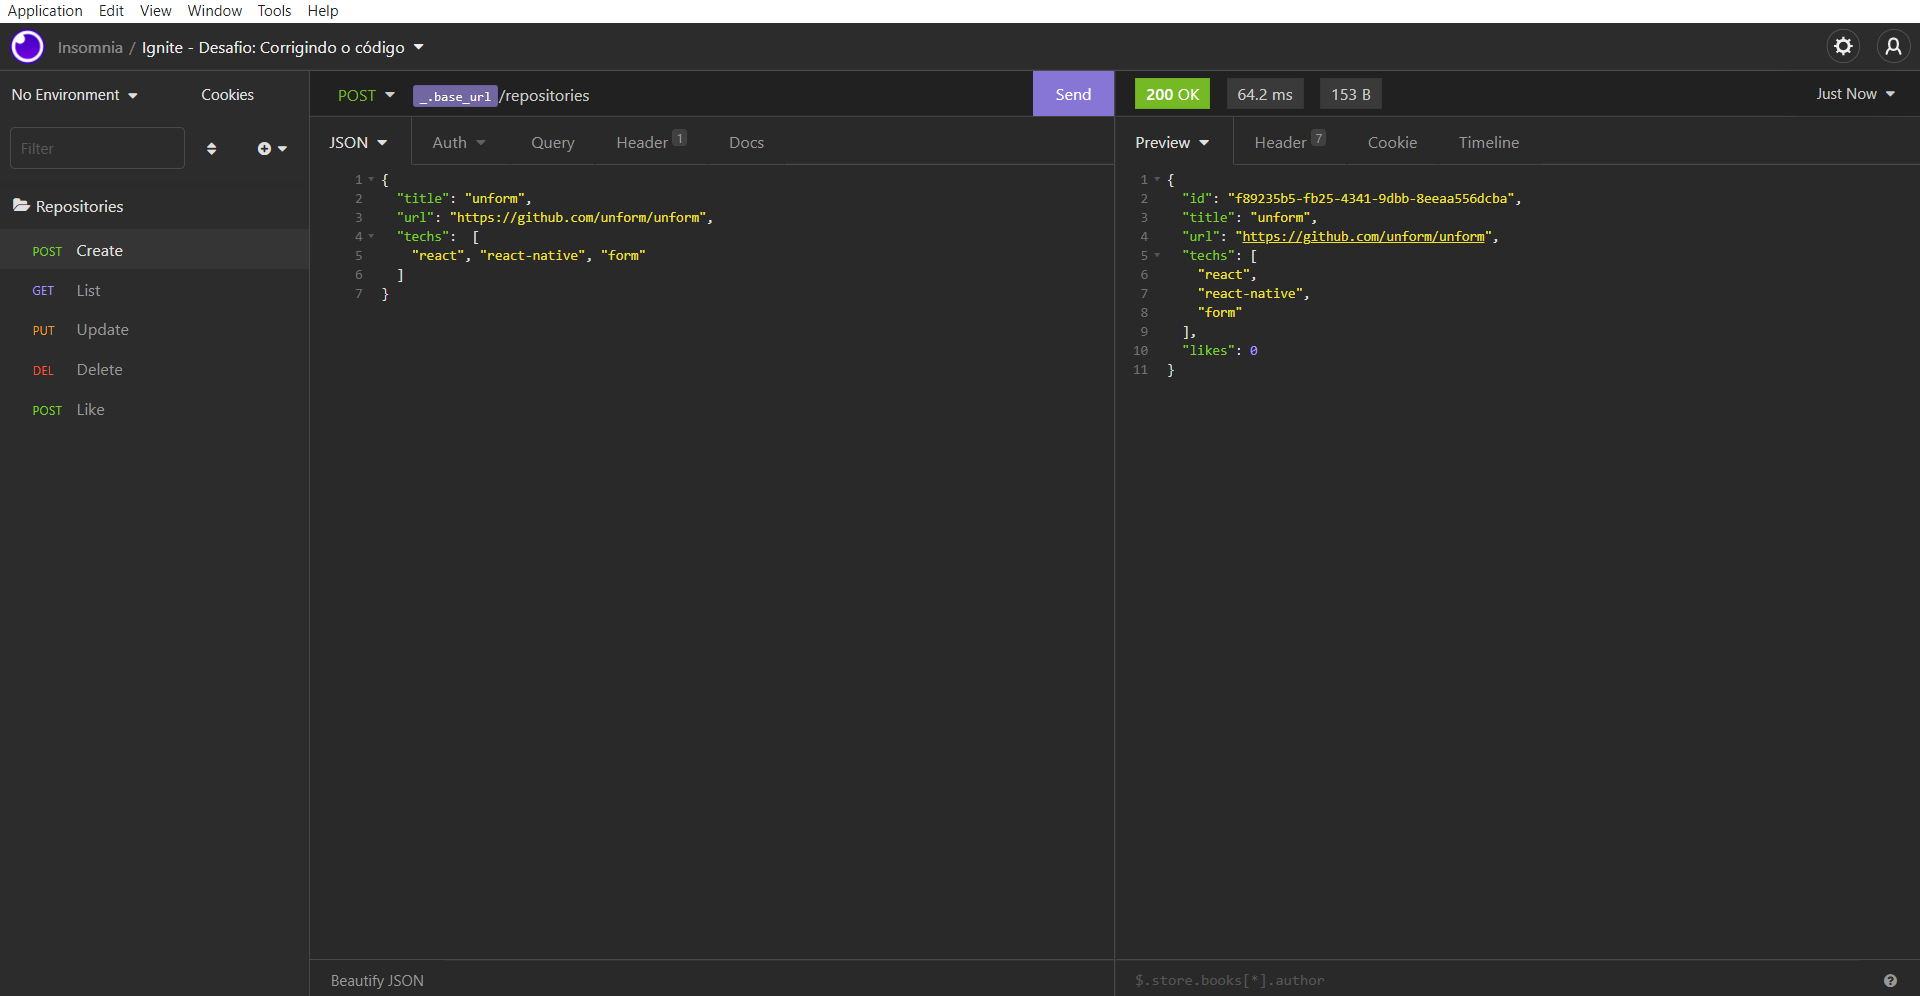 Application Edit View Window Tools Help
Insomnia / Ignite - Desafio: Corrigindo o código
No Environment Cookies
Filter
Repositories
POST Create
GET List
PUT Update
DEL Delete
POST Like
POST _.base_url/repositories Send
JSON Auth Query Header 1 Docs
1 {
2 "title": "unform",
3 "url": "https://github.com/unform/unform",
4 "techs":  [
5 "react", "react-native", "form"
6 ]
7 }
Beautify JSON
200 OK 64.2 ms 153 B Just Now
Preview Header 7 Cookie Timeline
1 {
2 "id": "f89235b5-fb25-4341-9dbb-8eeaa556dcba",
3 "title": "unform",
4 "url": "https://github.com/unform/unform",
5 "techs": [
6 "react",
7 "react-native",
8 "form"
9 ],
10 "likes": 0
11 }
$.store.books[*].author